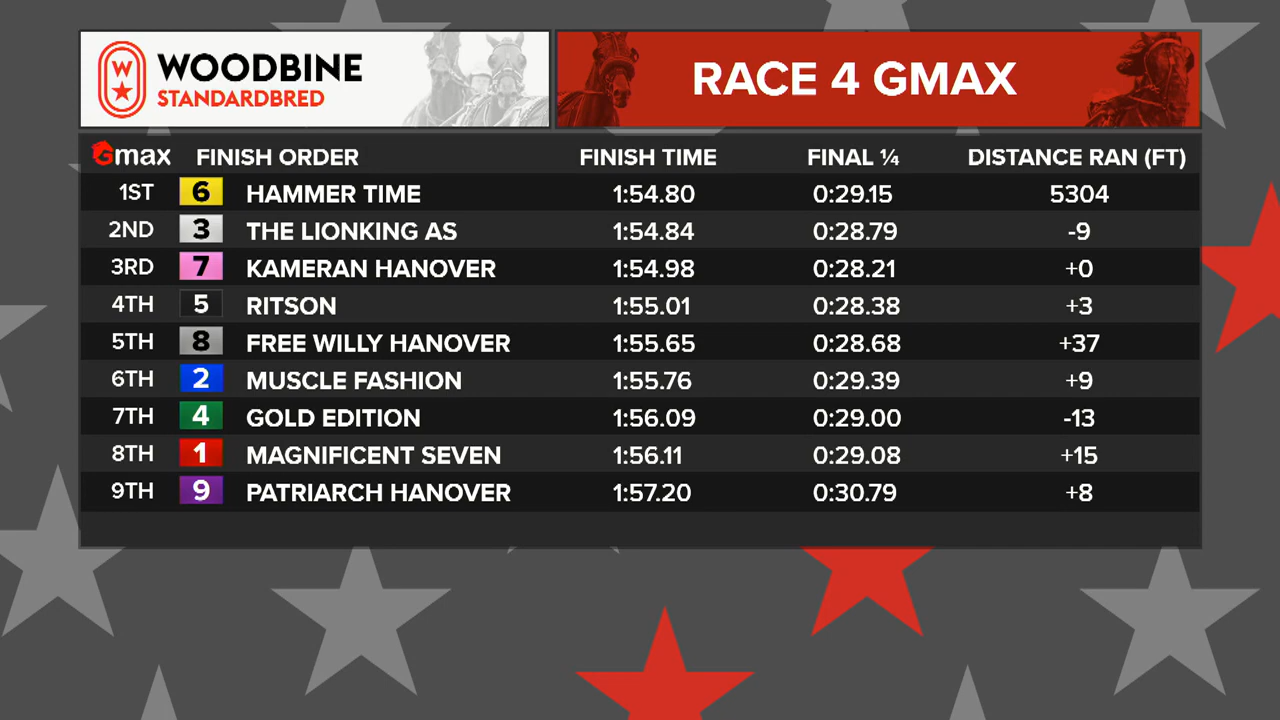 W
WOODBINE
STANDARDBRED
RACE 4 GMAX
Gmax FINISH ORDER FINISH TIME FINAL ¼ DISTANCE RAN (FT)
1ST 6 HAMMER TIME 1:54.80 0:29.15 5304
2ND 3 THE LIONKING AS 1:54.84 0:28.79 -9
3RD 7 KAMERAN HANOVER 1:54.98 0:28.21 +0
4TH 5 RITSON 1:55.01 0:28.38 +3
5TH 8 FREE WILLY HANOVER 1:55.65 0:28.68 +37
6TH 2 MUSCLE FASHION 1:55.76 0:29.39 +9
7TH 4 GOLD EDITION 1:56.09 0:29.00 -13
8TH 1 MAGNIFICENT SEVEN 1:56.11 0:29.08 +15
9TH 9 PATRIARCH HANOVER 1:57.20 0:30.79 +8